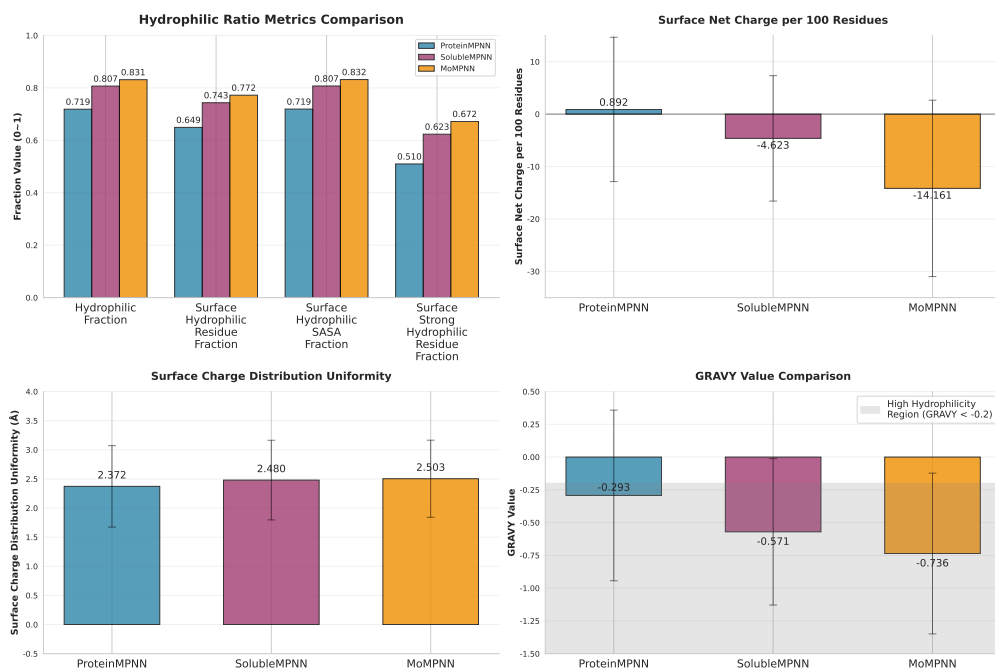 Hydrophilic Ratio Metrics Comparison
Fraction Value (0−1)
1.0
0.8
0.6
0.4
0.2
0.0
ProteinMPNN
SolubleMPNN
MoMPNN
0.719
0.807
0.831
0.649
0.743
0.772
0.719
0.807
0.832
0.510
0.623
0.672
Hydrophilic
Fraction
Surface
Hydrophilic
Residue
Fraction
Surface
Hydrophilic
SASA
Fraction
Surface
Strong
Hydrophilic
Residue
Fraction
Surface Net Charge per 100 Residues
Surface Net Charge per 100 Residues
10
0
-10
-20
-30
0.892
-4.623
-14.161
ProteinMPNN
SolubleMPNN
MoMPNN
Surface Charge Distribution Uniformity
Surface Charge Distribution Uniformity (Å)
4.0
3.5
3.0
2.5
2.0
1.5
1.0
0.5
0.0
-0.5
2.372
2.480
2.503
ProteinMPNN
SolubleMPNN
MoMPNN
GRAVY Value Comparison
GRAVY Value
0.50
0.25
0.00
-0.25
-0.50
-0.75
-1.00
-1.25
-1.50
High Hydrophilicity
Region (GRAVY < -0.2)
-0.293
-0.571
-0.736
ProteinMPNN
SolubleMPNN
MoMPNN